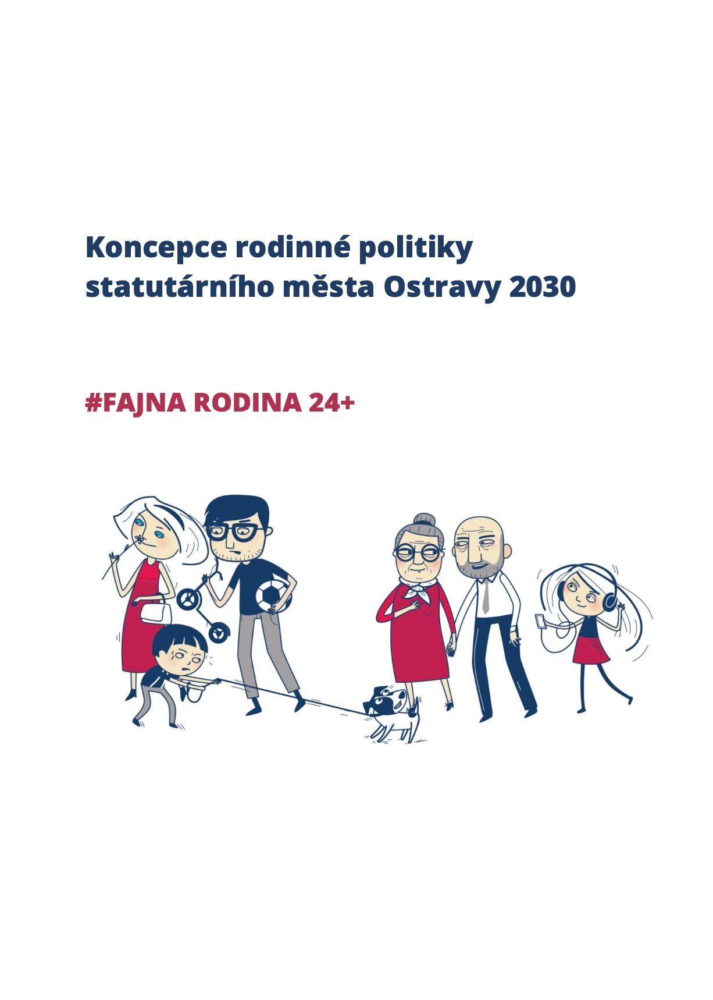 Koncepce rodinné politiky
statutárního města Ostravy 2030
#FAJNA RODINA 24+